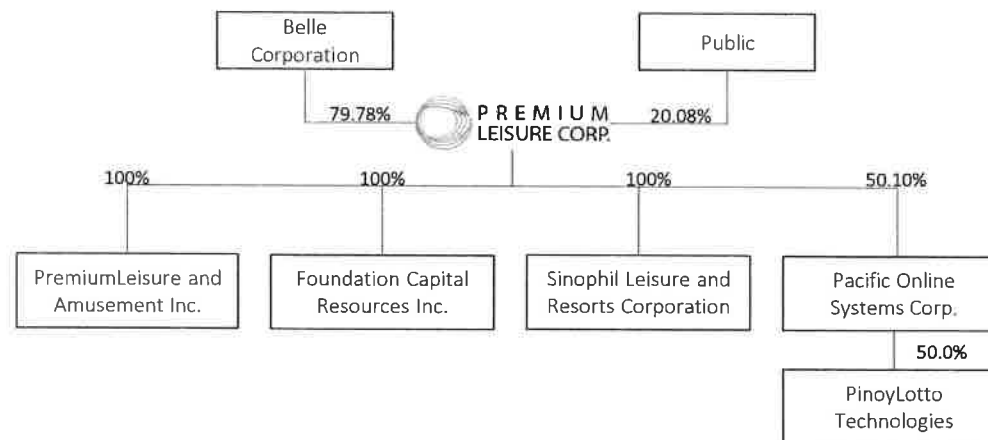 Belle
Corporation
Public
79.78%
PREMIUM
LEISURE CORP.
20.08%
100%
100%
100%
50.10%
PremiumLeisure and
Amusement Inc.
Foundation Capital
Resources Inc.
Sinophil Leisure and
Resorts Corporation
Pacific Online
Systems Corp.
50.0%
PinoyLotto
Technologies